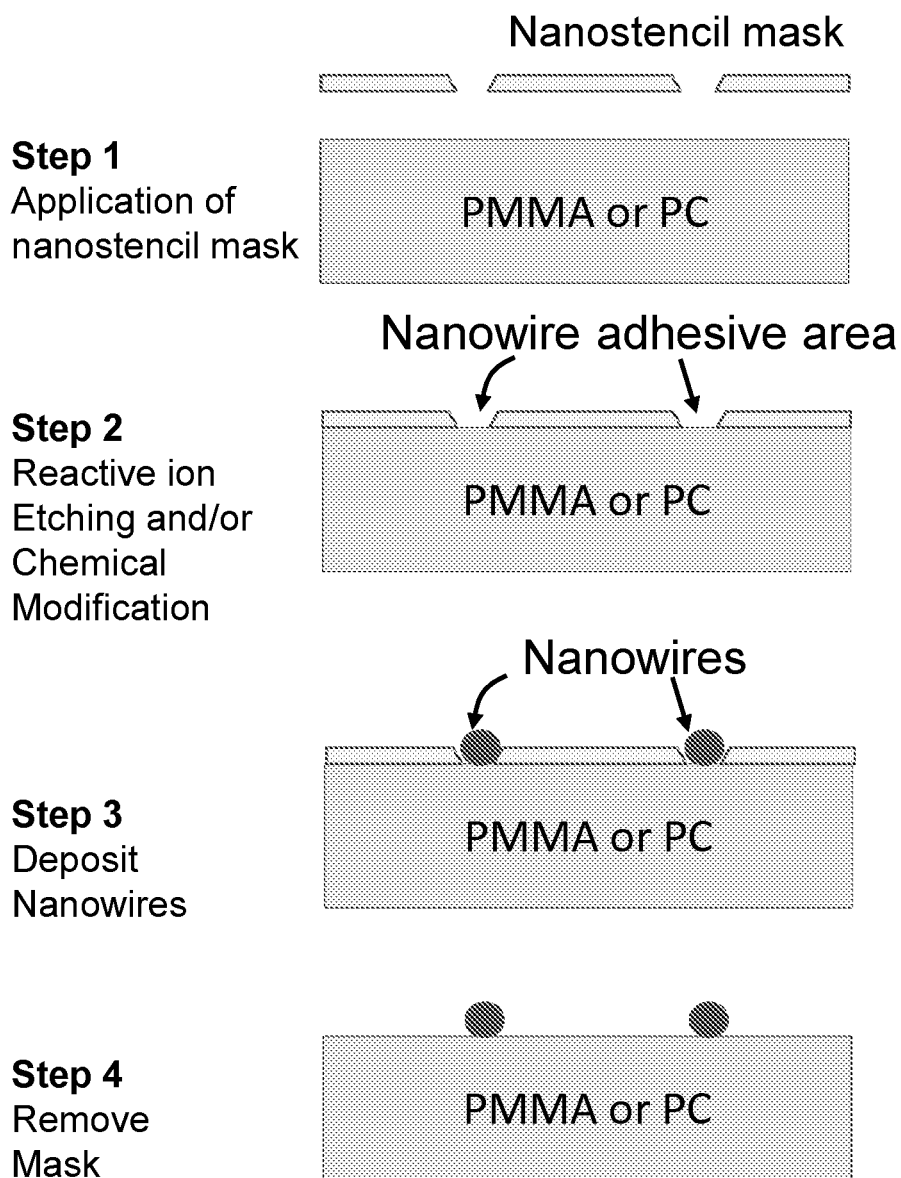 Nanostencil mask
Step 1
Application of
nanostencil mask
PMMA or PC
Nanowire adhesive area
Step 2
Reactive ion
Etching and/or
Chemical
Modification
PMMA or PC
Nanowires
Step 3
Deposit
Nanowires
PMMA or PC
Step 4
Remove
Mask
PMMA or PC